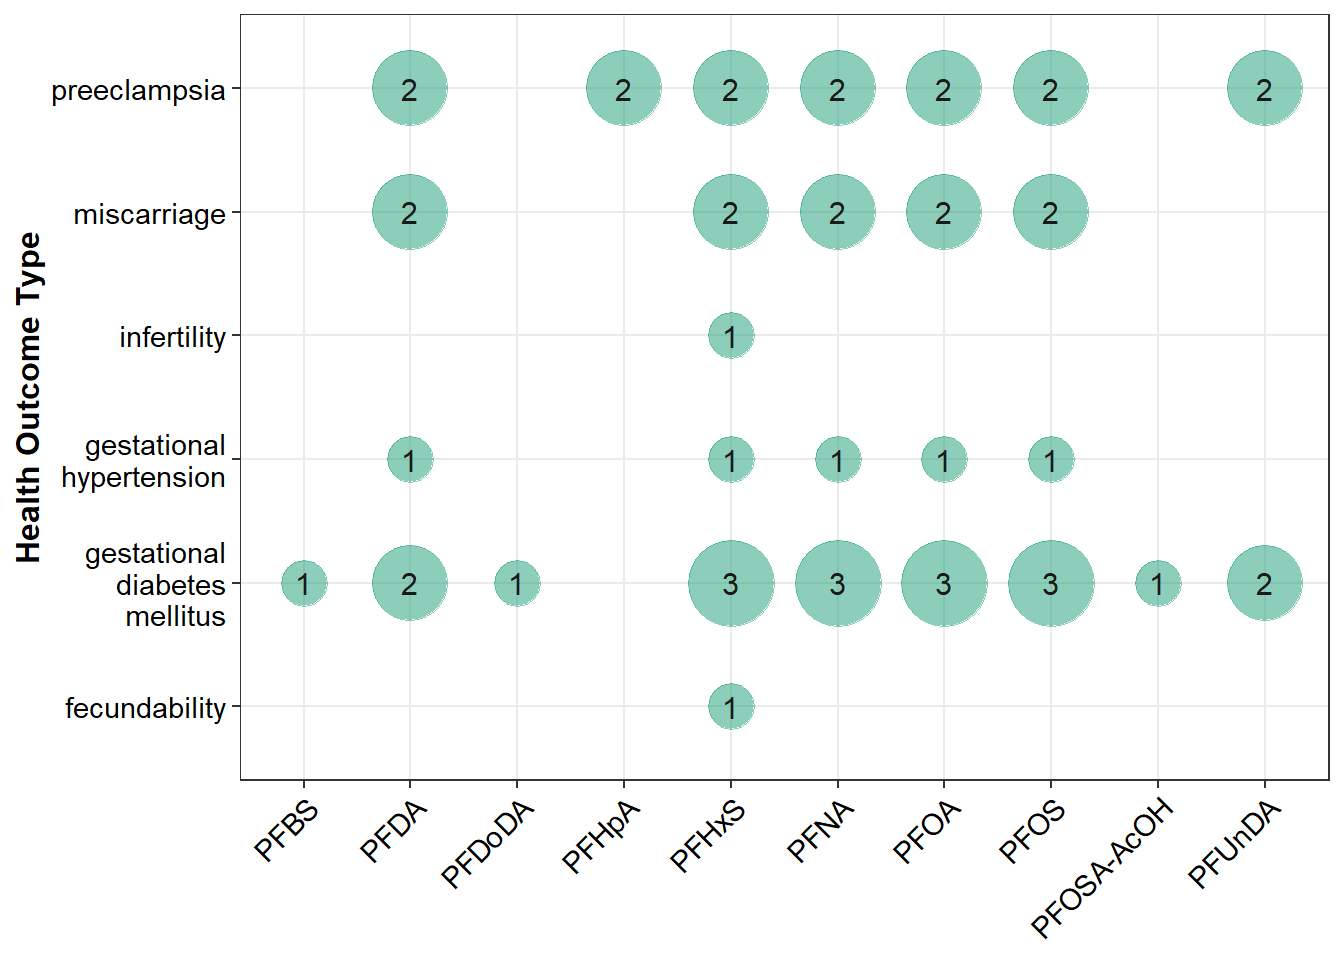 Health Outcome Type
preeclampsia
2 2 2 2 2 2 2
miscarriage
2 2 2 2 2
infertility
1
gestational
hypertension
1 1 1 1 1
gestational
diabetes
mellitus
1 2 1 3 3 3 3 1 2
fecundability
1
PFBS
PFDA
PFDoDA
PFHpA
PFHxS
PFNA
PFOA
PFOS
PFOSA-AcOH
PFUnDA